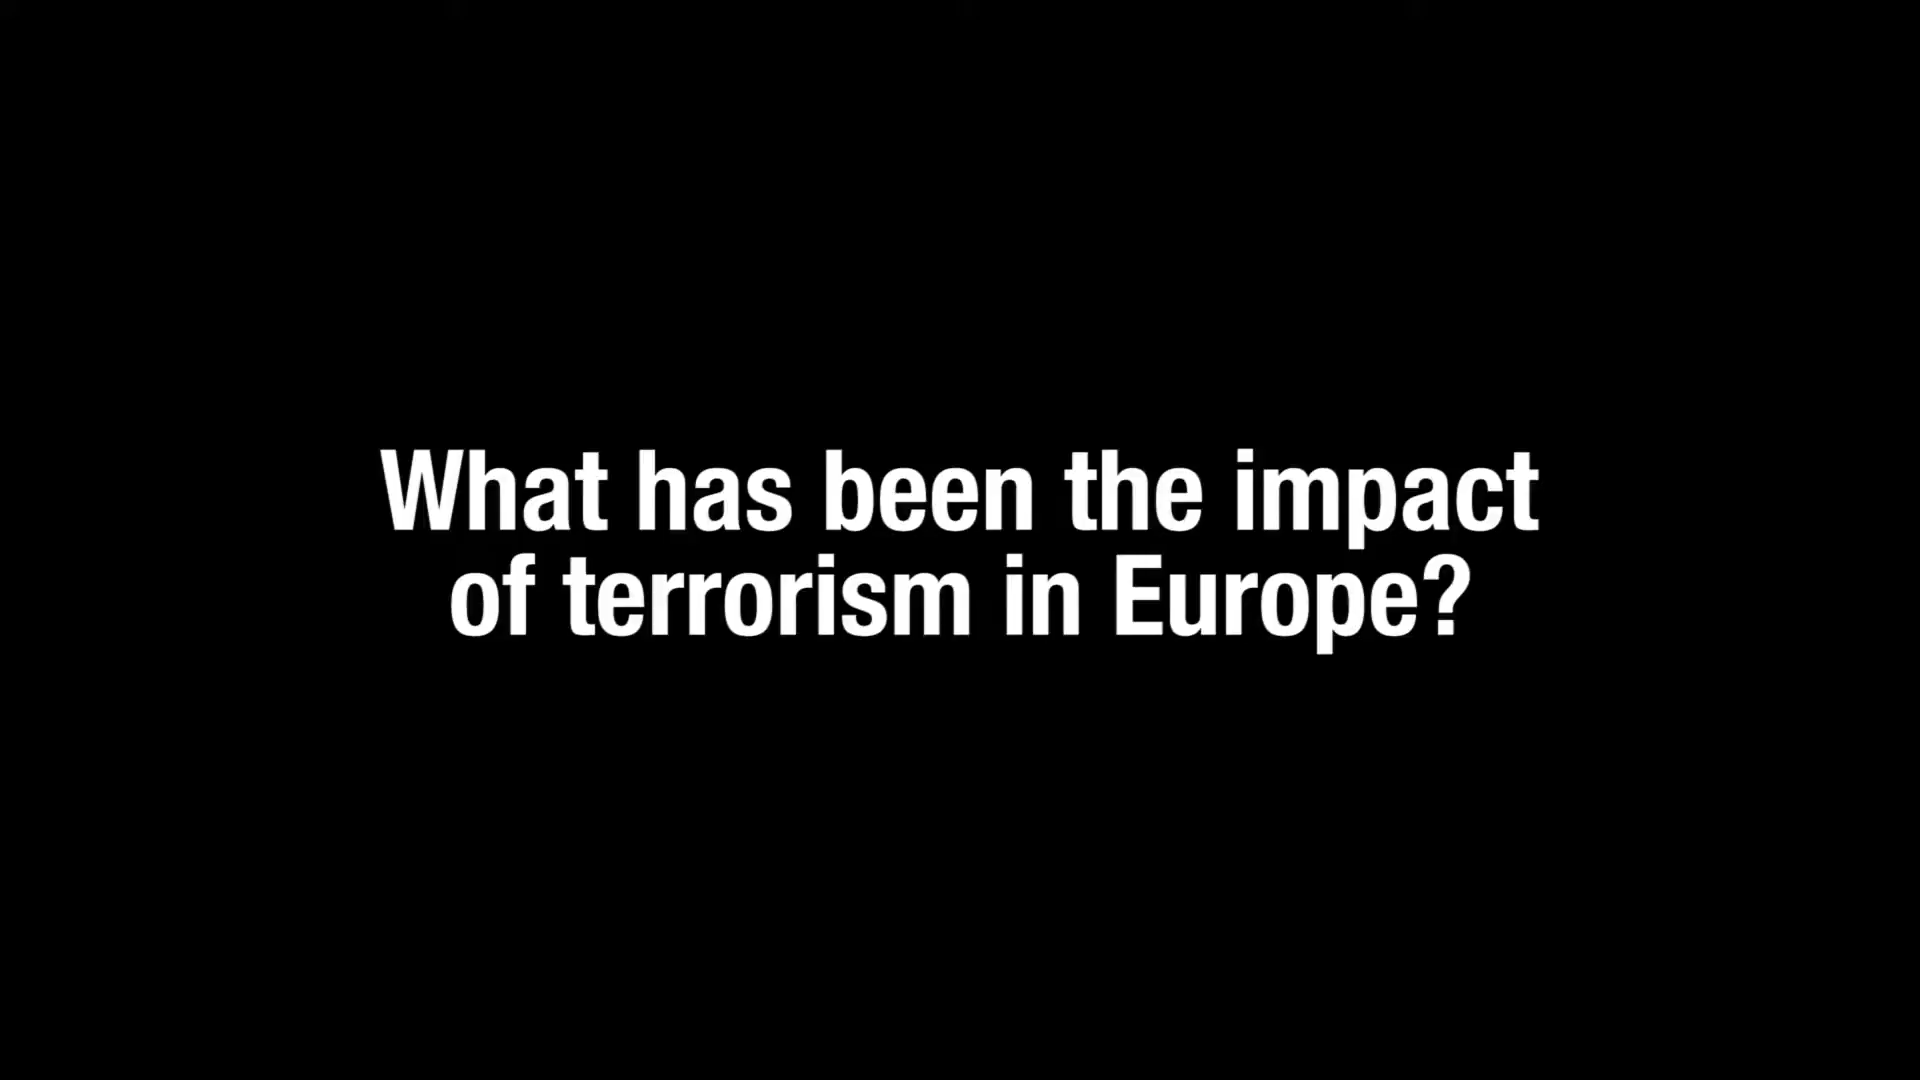 What has been the impact
of terrorism in Europe?